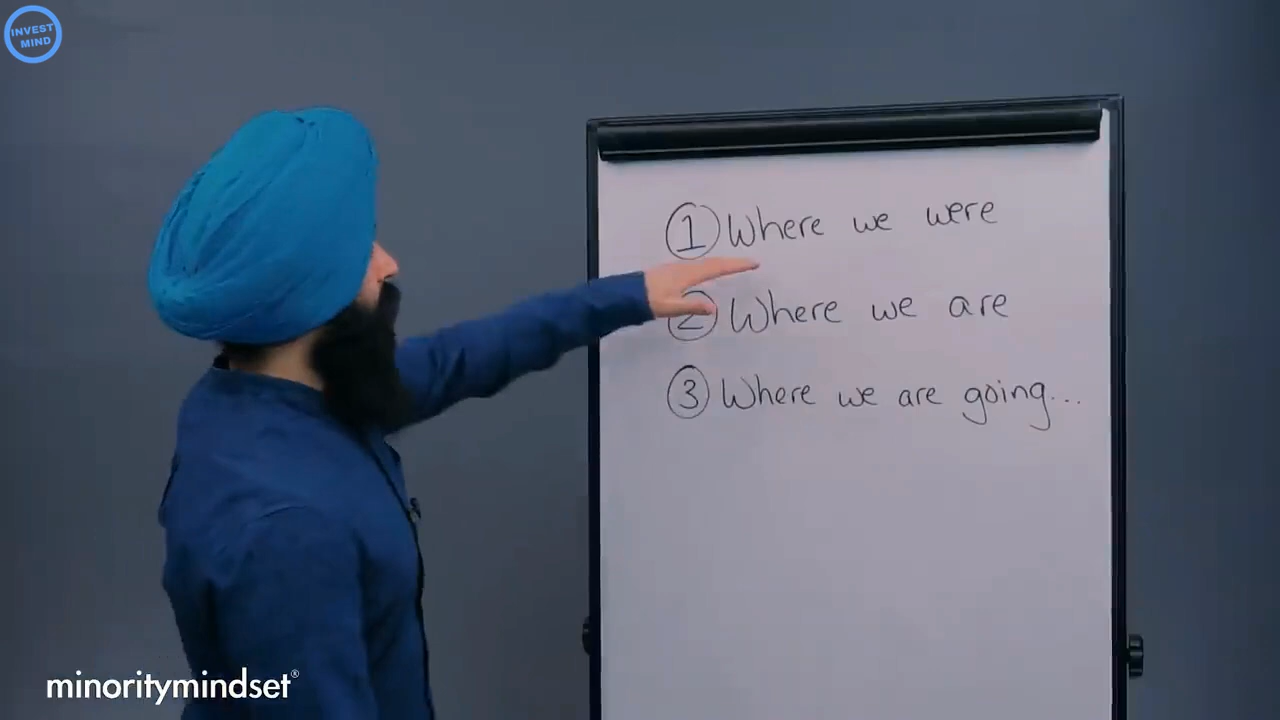 INVEST
MIND
① Where we were
② Where we are
③ Where we are going...
minoritymindset®